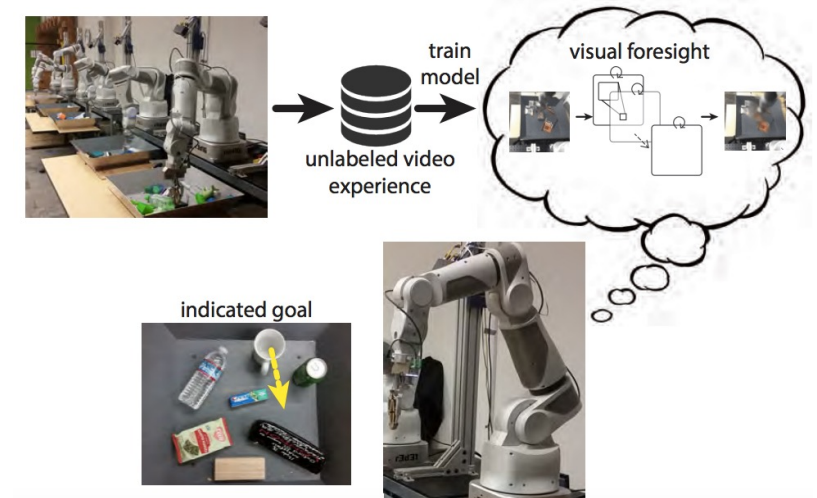 train
model
visual foresight
unlabeled video
experience
indicated goal